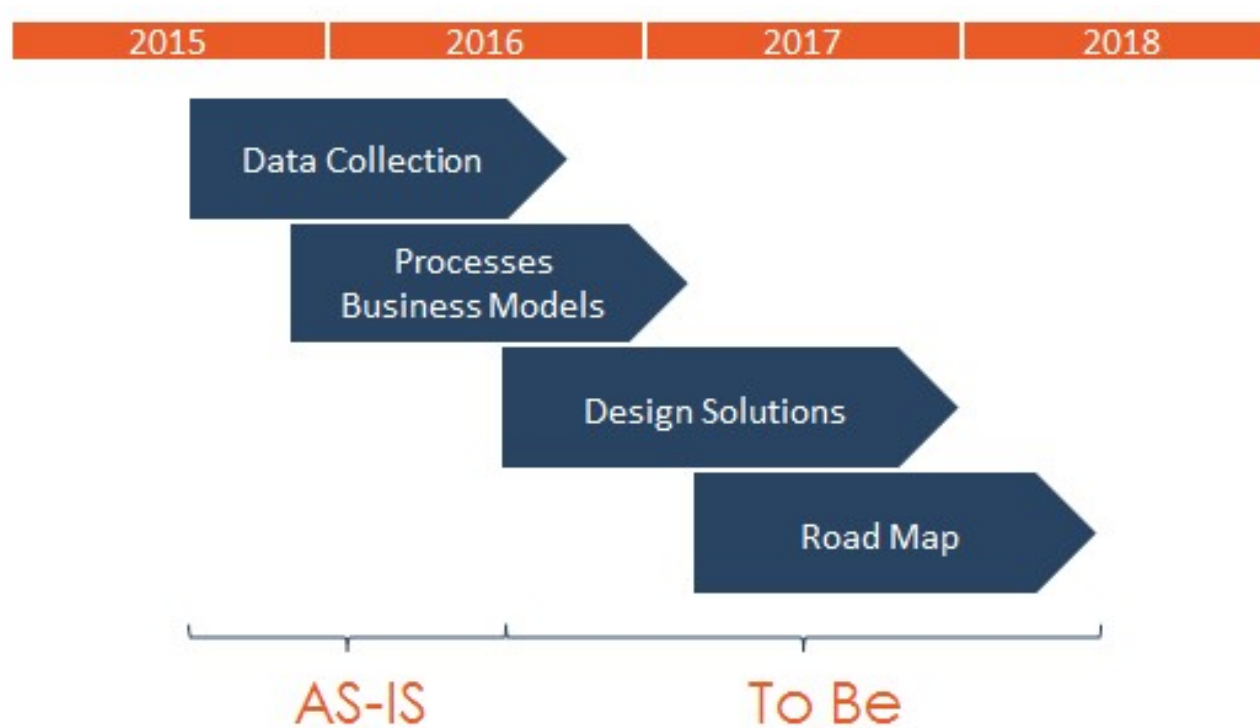 2015 2016 2017 2018
Data Collection
Processes
Business Models
Design Solutions
Road Map
AS-IS To Be